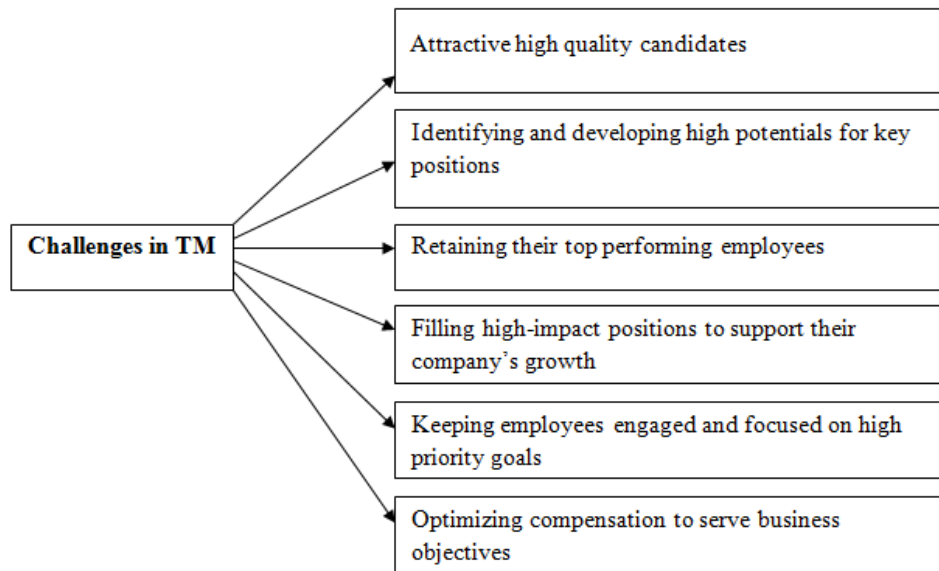 Attractive high quality candidates
Identifying and developing high potentials for key
positions
Challenges in TM
Retaining their top performing employees
Filling high-impact positions to support their
company’s growth
Keeping employees engaged and focused on high
priority goals
Optimizing compensation to serve business
objectives